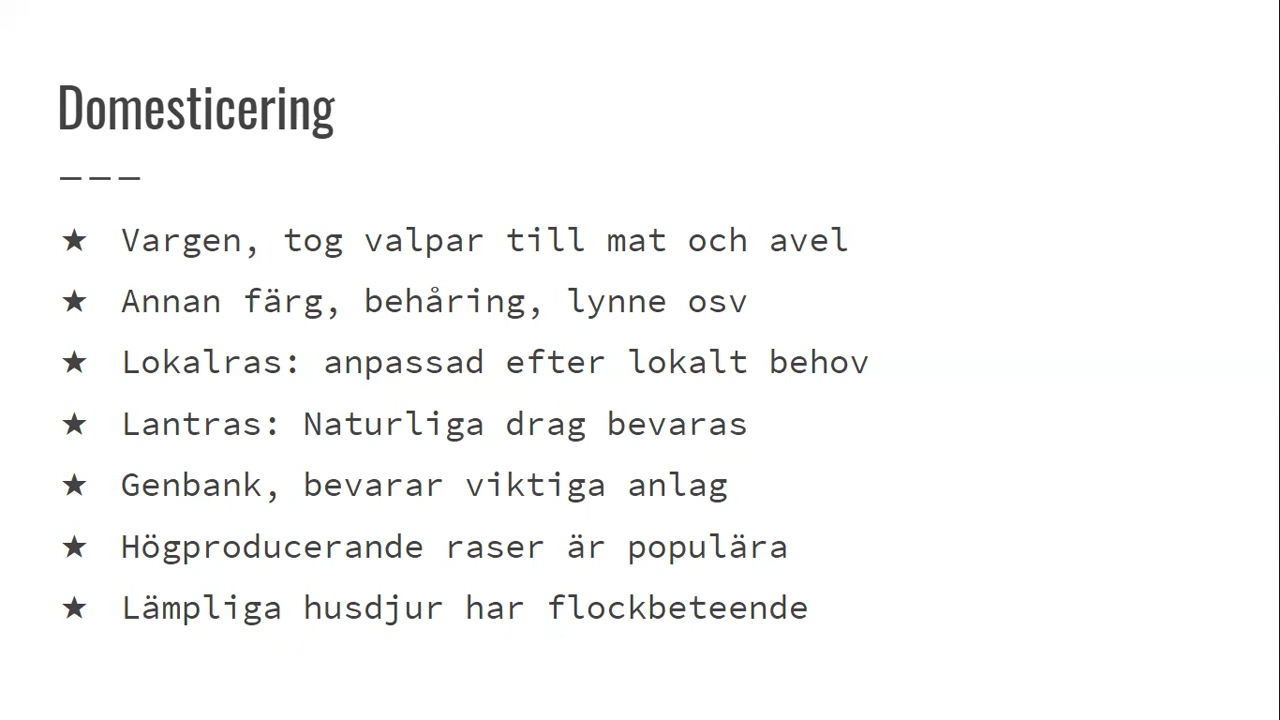 Domesticering
———
★ Vargen, tog valpar till mat och avel
★ Annan färg, behåring, lynne osv
★ Lokalras: anpassad efter lokalt behov
★ Lantras: Naturliga drag bevaras
★ Genbank, bevarar viktiga anlag
★ Högproducerande raser är populära
★ Lämpliga husdjur har flockbeteende